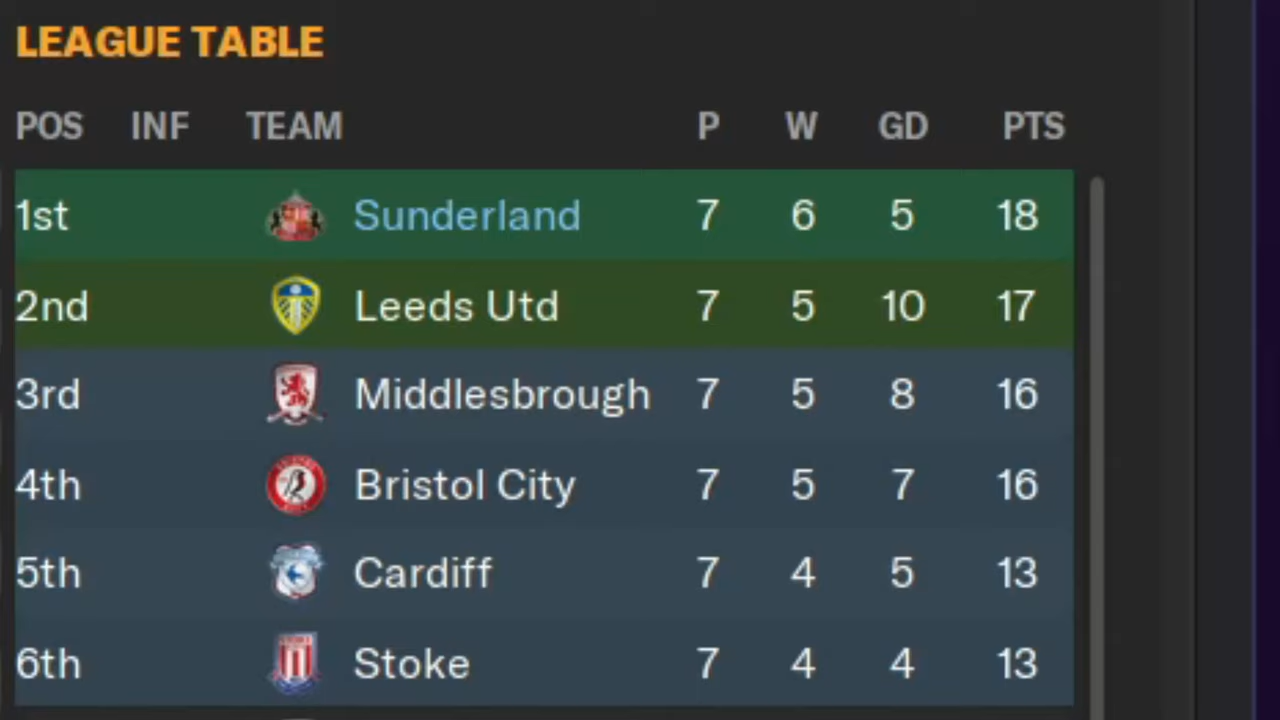 LEAGUE TABLE
POS INF TEAM P W GD PTS
1st Sunderland 7 6 5 18
2nd Leeds Utd 7 5 10 17
3rd Middlesbrough 7 5 8 16
4th Bristol City 7 5 7 16
5th Cardiff 7 4 5 13
6th Stoke 7 4 4 13